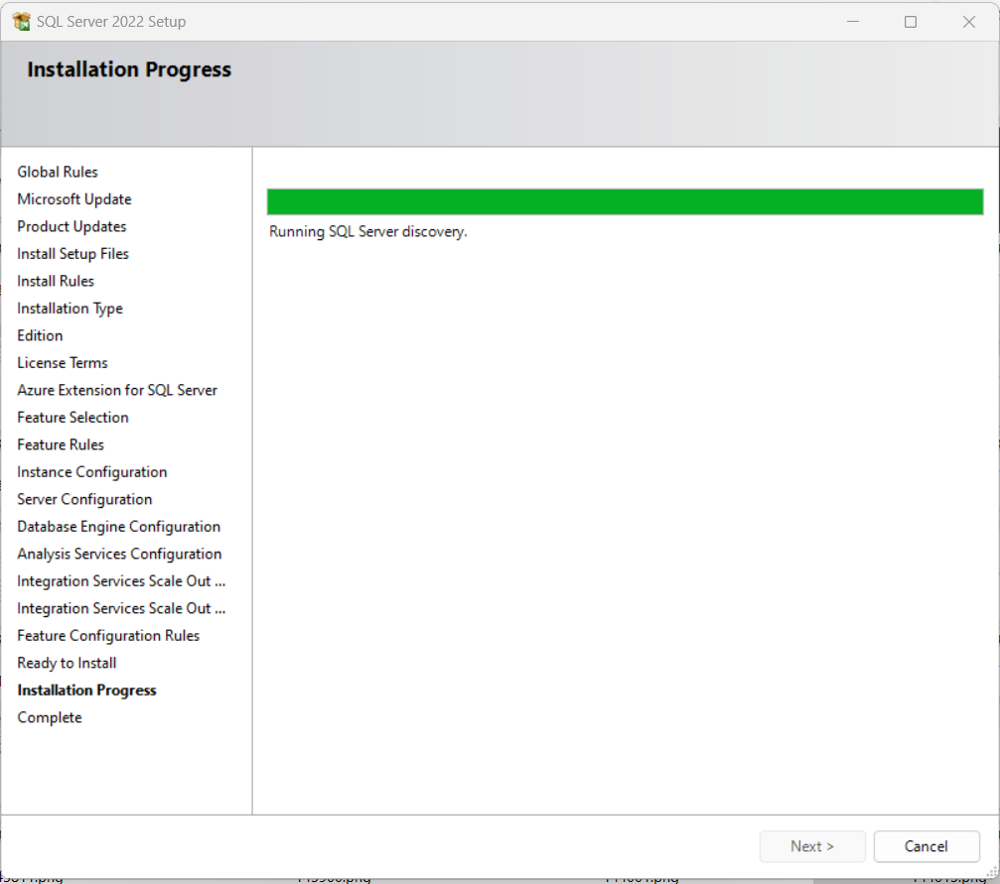 SQL Server 2022 Setup
Installation Progress
Global Rules
Microsoft Update
Product Updates
Install Setup Files
Install Rules
Installation Type
Edition
License Terms
Azure Extension for SQL Server
Feature Selection
Feature Rules
Instance Configuration
Server Configuration
Database Engine Configuration
Analysis Services Configuration
Integration Services Scale Out ...
Integration Services Scale Out ...
Feature Configuration Rules
Ready to Install
Installation Progress
Complete
Running SQL Server discovery.
Next >
Cancel